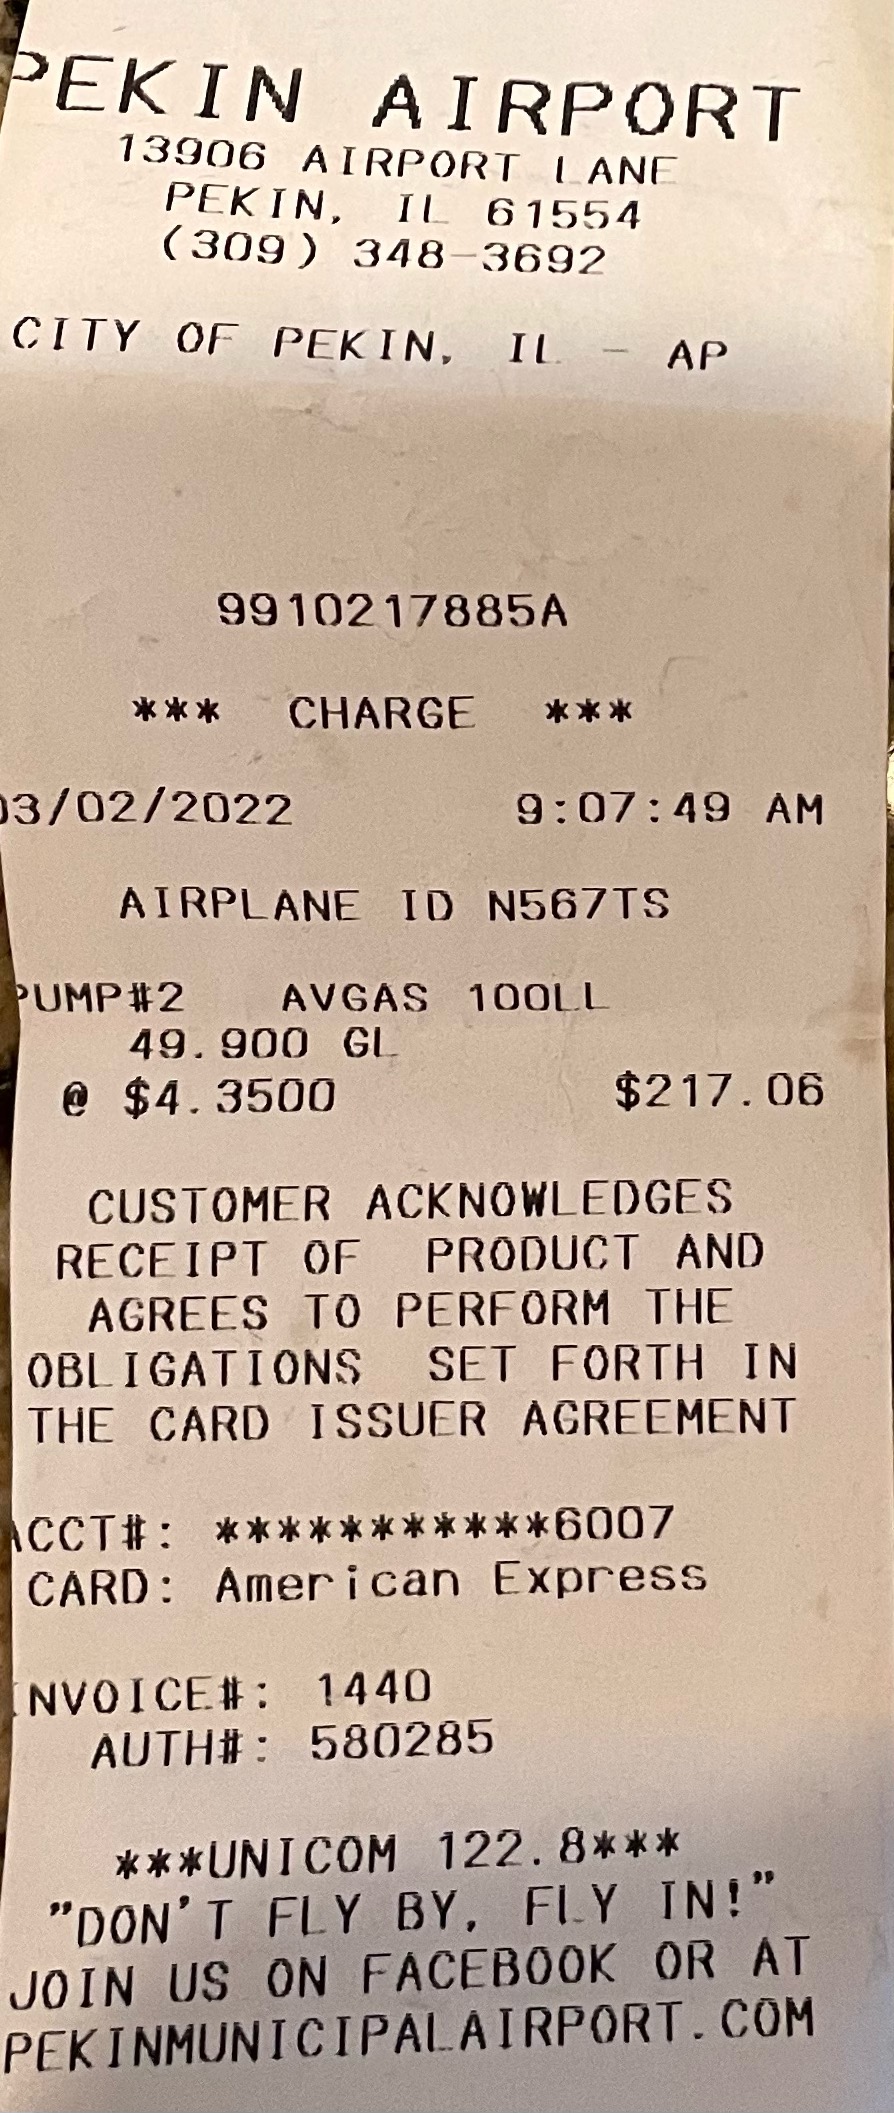 PEKIN AIRPORT
13906 AIRPORT LANE
PEKIN, IL 61554
(309) 348-3692
CITY OF PEKIN, IL - AP
9910217885A
*** CHARGE ***
03/02/2022 9:07:49 AM
AIRPLANE ID N567TS
PUMP#2 AVGAS 100LL
49.900 GL
@ $4.3500 $217.06
CUSTOMER ACKNOWLEDGES
RECEIPT OF PRODUCT AND
AGREES TO PERFORM THE
OBLIGATIONS SET FORTH IN
THE CARD ISSUER AGREEMENT
ACCT#: ***********6007
CARD: American Express
INVOICE#: 1440
AUTH#: 580285
***UNICOM 122.8***
"DON'T FLY BY, FLY IN!"
JOIN US ON FACEBOOK OR AT
PEKINMUNICIPALAIRPORT.COM